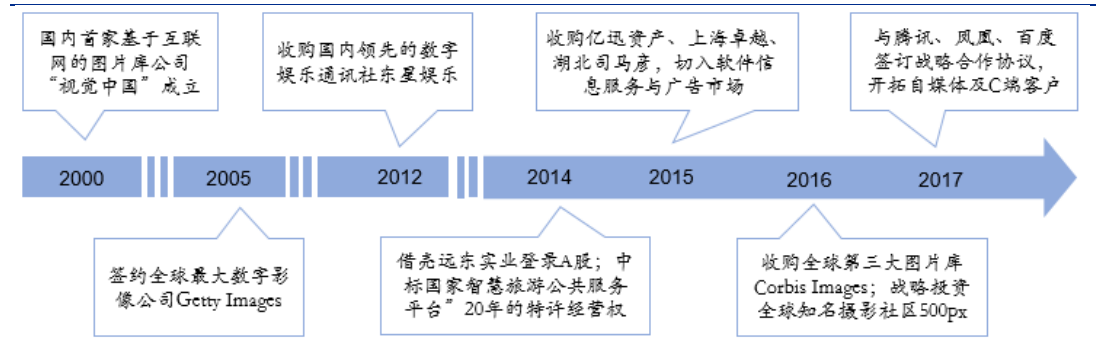 国内首家基于互联
网的图片库公司
“视觉中国”成立
收购国内领先的数字
娱乐通讯社东星娱乐
收购亿迅资产、上海卓越、
湖北司马彦，切入软件信
息服务与广告市场
与腾讯、凤凰、百度
签订战略合作协议，
开拓自媒体及C端客户
2000
2005
2012
2014
2015
2016
2017
签约全球最大数字影
像公司Getty Images
借壳远东实业登录A股；中
标国家智慧旅游公共服务
平台”20年的特许经营权
收购全球第三大图片库
Corbis Images；战略投资
全球知名摄影社区500px